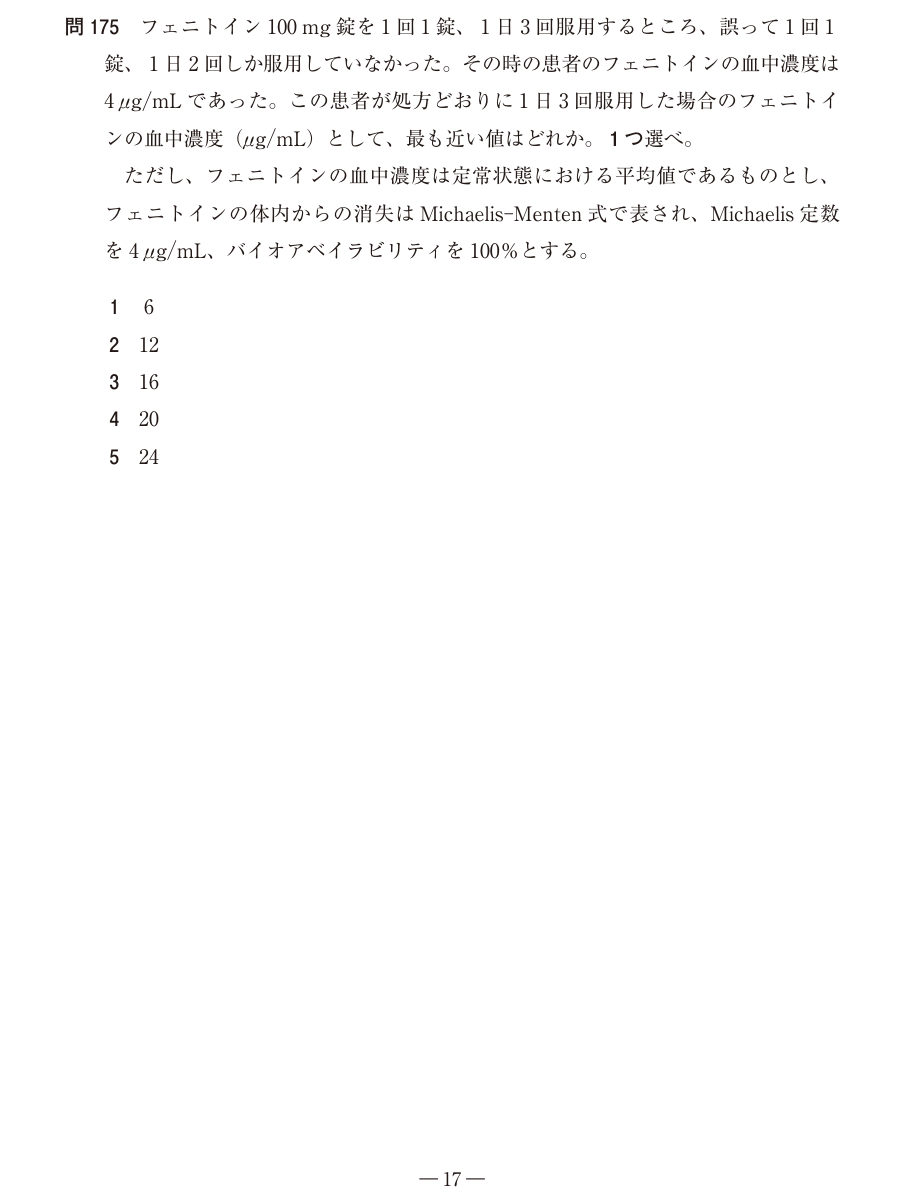 問 175 フェニトイン 100 mg 錠を1回1錠、1日3回服用するところ、誤って1回1
錠、1日2回しか服用していなかった。その時の患者のフェニトインの血中濃度は
4 μg/mL であった。この患者が処方どおりに1日3回服用した場合のフェニトイ
ンの血中濃度(μg/mL)として、最も近い値はどれか。1つ選べ。
ただし、フェニトインの血中濃度は定常状態における平均値であるものとし、
フェニトインの体内からの消失は Michaelis-Menten 式で表され、Michaelis 定数
を 4 μg/mL、バイオアベイラビリティを 100%とする。
1 6
2 12
3 16
4 20
5 24
— 17 —